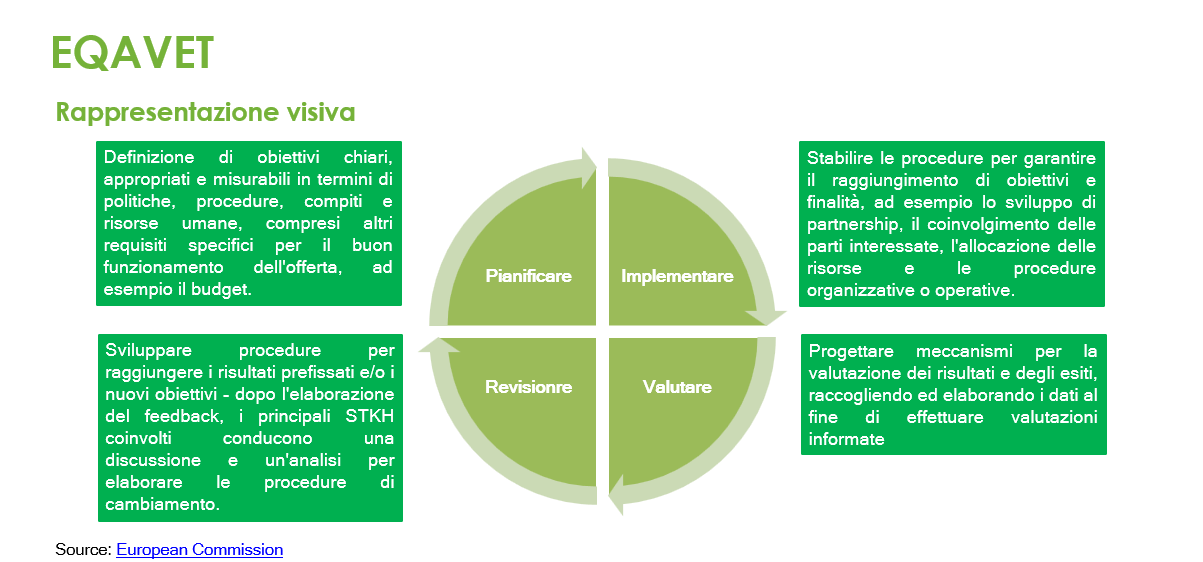 EQAVET
Rappresentazione visiva
Definizione di obiettivi chiari,
appropriati e misurabili in termini di
politiche, procedure, compiti e
risorse umane, compresi altri
requisiti specifici per il buon
funzionamento dell'offerta, ad
esempio il budget.
Pianificare
Implementare
Stabilire le procedure per garantire
il raggiungimento di obiettivi e
finalità, ad esempio lo sviluppo di
partnership, il coinvolgimento delle
parti interessate, l'allocazione delle
risorse e le procedure
organizzative o operative.
Sviluppare procedure per
raggiungere i risultati prefissati e/o i
nuovi obiettivi - dopo l'elaborazione
del feedback, i principali STKH
coinvolti conducono una
discussione e un'analisi per
elaborare le procedure di
cambiamento.
Revisionre
Valutare
Progettare meccanismi per la
valutazione dei risultati e degli esiti,
raccogliendo ed elaborando i dati al
fine di effettuare valutazioni
informate
Source: European Commission